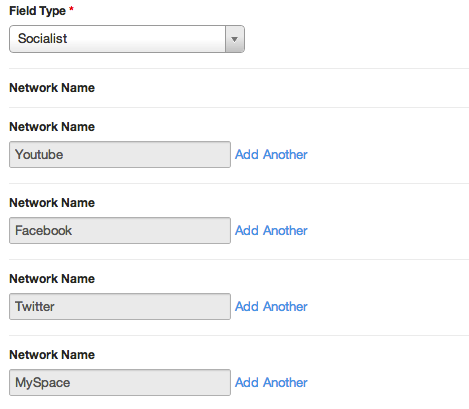 Field Type *
Socialist
Network Name
Network Name
Youtube Add Another
Network Name
Facebook Add Another
Network Name
Twitter Add Another
Network Name
MySpace Add Another